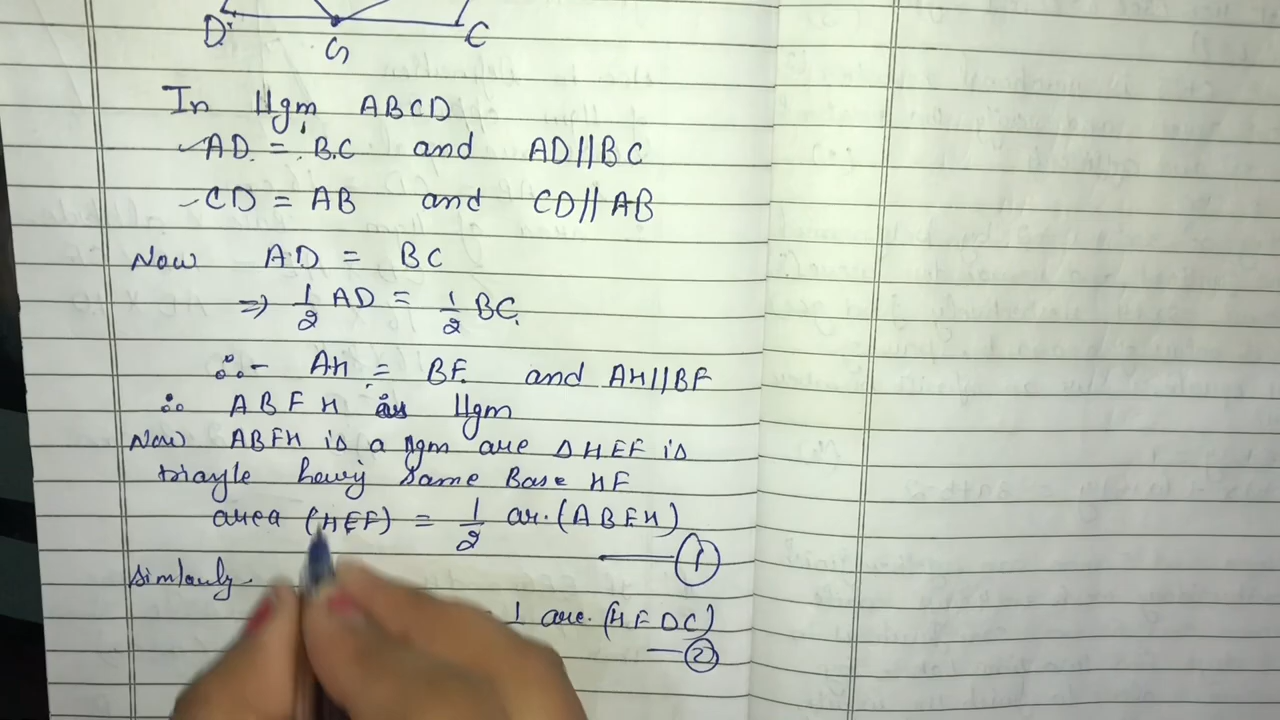 D G C
In ||gm ABCD
AD = BC and AD||BC
CD = AB and CD||AB
Now AD = BC
⇒ 1/2 AD = 1/2 BC
∴ AH = BF and AH||BF
∴ ABFH is ||gm
Now ABFH is a ||gm are ΔHEF is
triangle having same Base HF
area (HEF) = 1/2 ar. (ABFH)
①
Similarly
1 are. (HFDC)
②